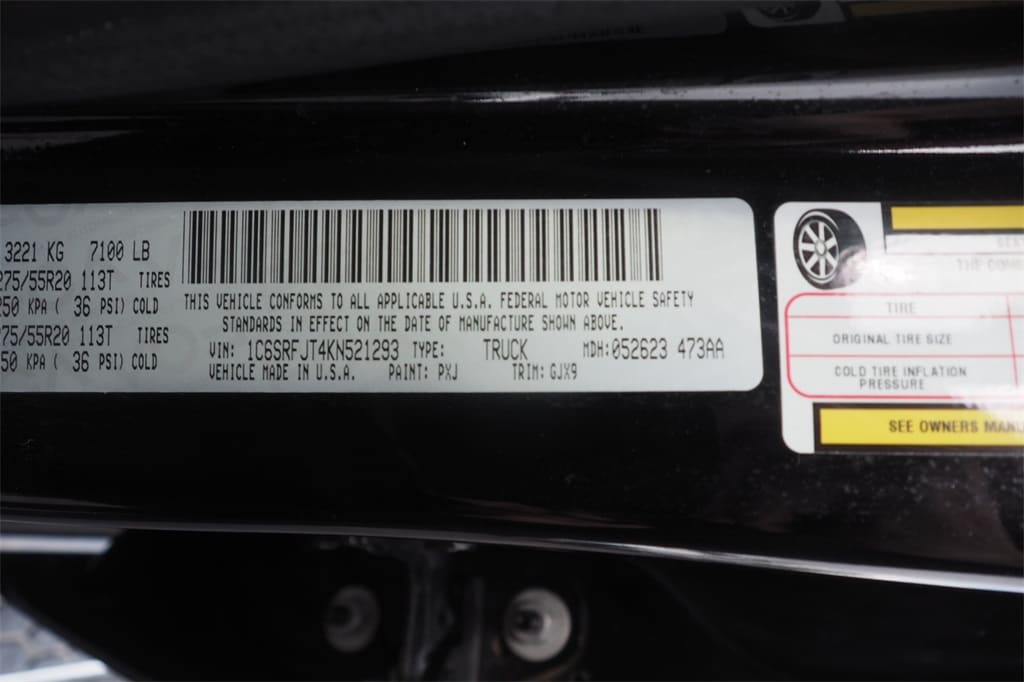 3221 KG 7100 LB
275/55R20 113T TIRES
250 KPA ( 36 PSI) COLD
275/55R20 113T TIRES
250 KPA ( 36 PSI) COLD
THIS VEHICLE CONFORMS TO ALL APPLICABLE U.S.A. FEDERAL MOTOR VEHICLE SAFETY
STANDARDS IN EFFECT ON THE DATE OF MANUFACTURE SHOWN ABOVE.
VIN: 1C6SRFJT4KN521293 TYPE: TRUCK MDH:052623 473AA
VEHICLE MADE IN U.S.A. PAINT: PXJ TRIM:GJX9
THE
TIRE
ORIGINAL TIRE SIZE
COLD TIRE INFLATION
PRESSURE
SEE OWNERS